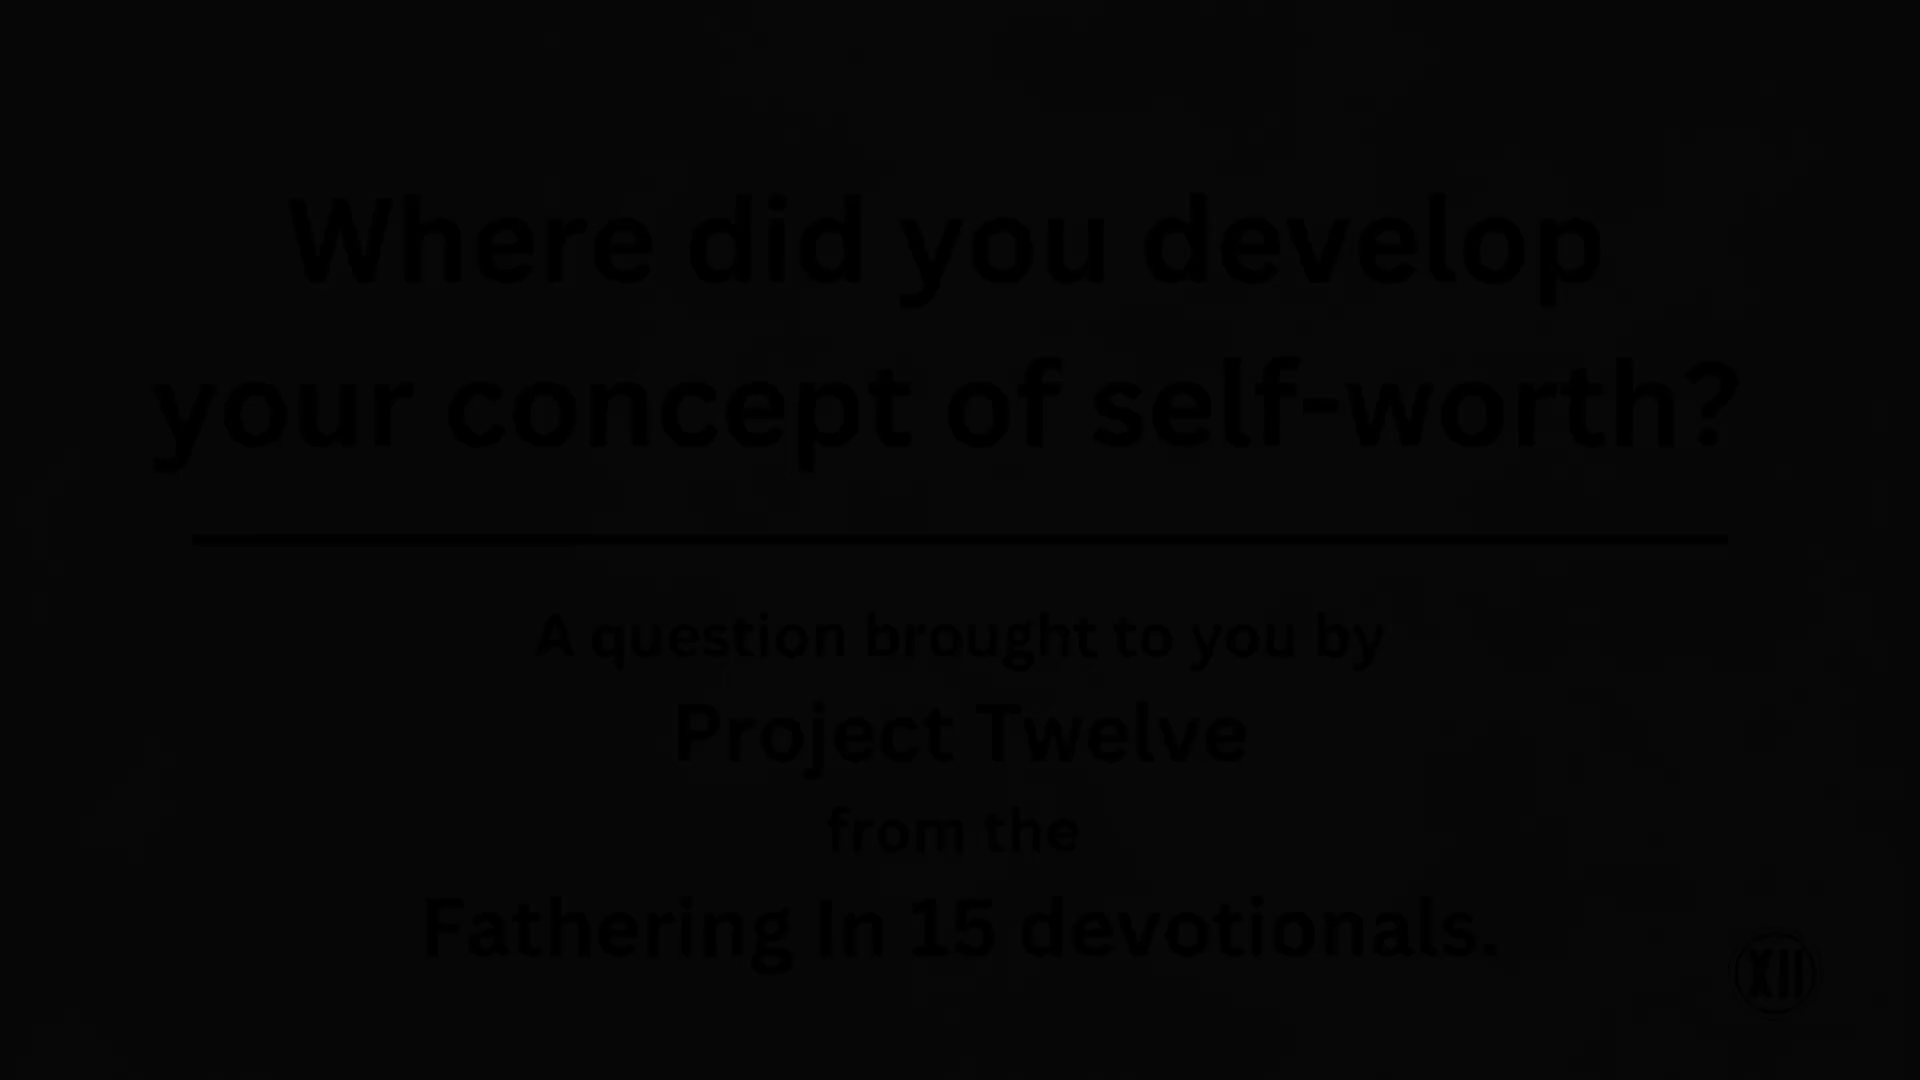 Where did you develop
your concept of self-worth?
A question brought to you by
Project Twelve
from the
Fathering In 15 devotionals.
XII